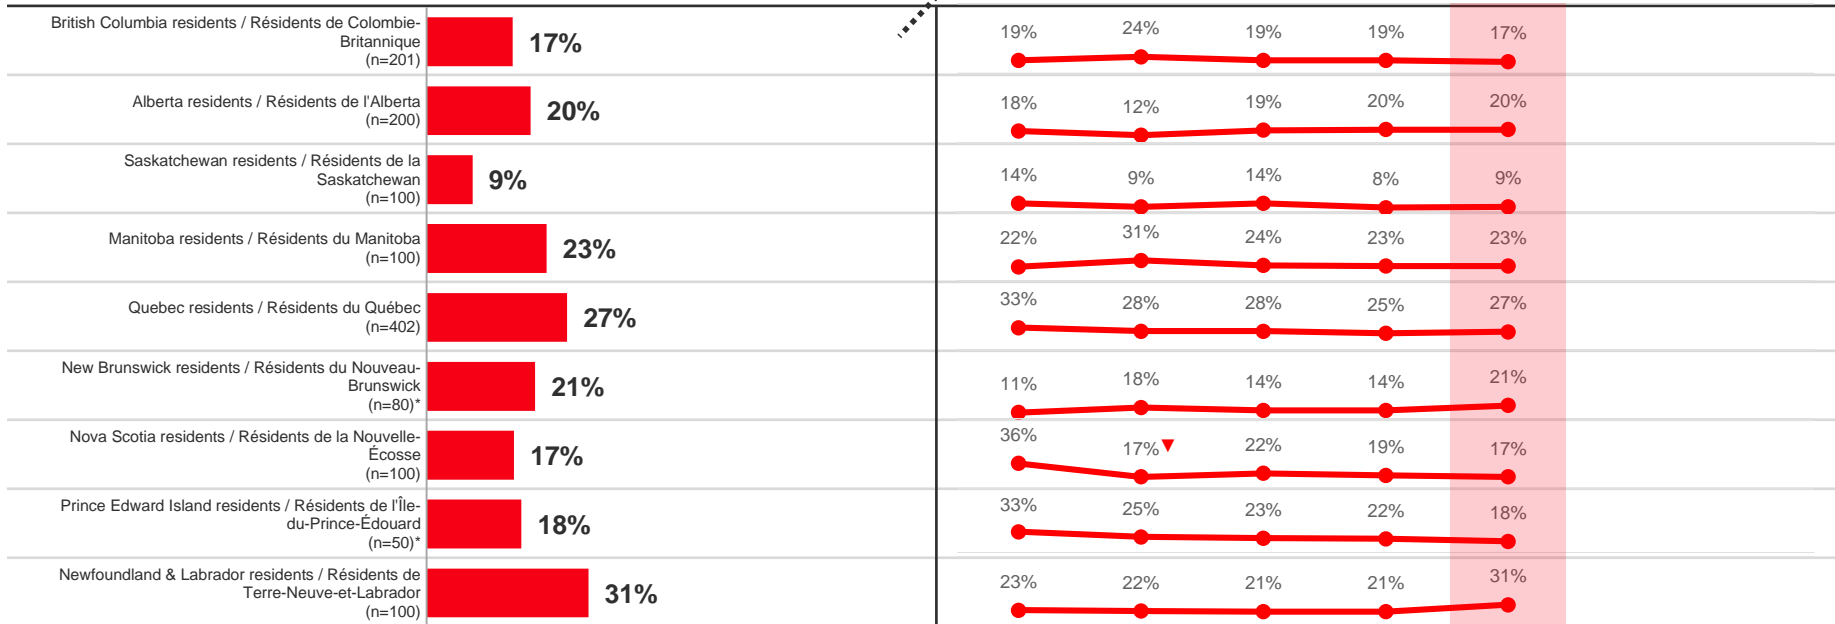 British Columbia residents / Résidents de Colombie-
Britannique
(n=201)
17%
19%
24%
19%
19%
17%
Alberta residents / Résidents de l'Alberta
(n=200)
20%
18%
12%
19%
20%
20%
Saskatchewan residents / Résidents de la
Saskatchewan
(n=100)
9%
14%
9%
14%
8%
9%
Manitoba residents / Résidents du Manitoba
(n=100)
23%
22%
31%
24%
23%
23%
Quebec residents / Résidents du Québec
(n=402)
27%
33%
28%
28%
25%
27%
New Brunswick residents / Résidents du Nouveau-
Brunswick
(n=80)*
21%
11%
18%
14%
14%
21%
Nova Scotia residents / Résidents de la Nouvelle-
Écosse
(n=100)
17%
36%
17%
22%
19%
17%
Prince Edward Island residents / Résidents de l'Île-
du-Prince-Édouard
(n=50)*
18%
33%
25%
23%
22%
18%
Newfoundland & Labrador residents / Résidents de
Terre-Neuve-et-Labrador
(n=100)
31%
23%
22%
21%
21%
31%